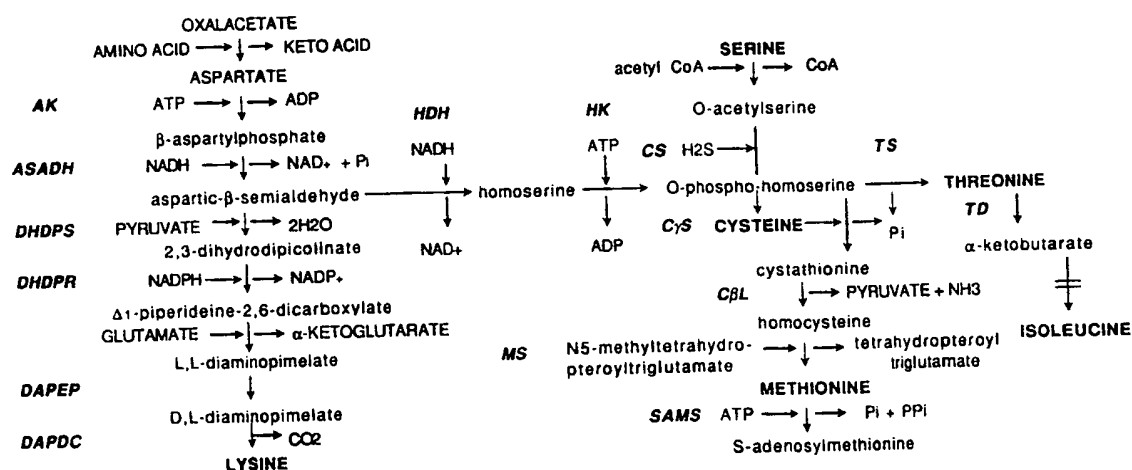 OXALACETATE
AMINO ACID KETO ACID
ASPARTATE
AK ATP ADP
β-aspartylphosphate
ASADH NADH NAD+ + Pi
aspartic-β-semialdehyde
DHDPS PYRUVATE 2H2O
2,3-dihydrodipicolinate
DHDPR NADPH NADP+
Δ1-piperideine-2,6-dicarboxylate
GLUTAMATE α-KETOGLUTARATE
L,L-diaminopimelate
DAPEP
D,L-diaminopimelate
DAPDC CO2
LYSINE
HDH
NADH
homoserine
NAD+
HK
ATP
ADP
SERINE
acetyl CoA CoA
O-acetylserine
CS H2S
TS
O-phospho-homoserine
THREONINE
CγS CYSTEINE Pi
TD
α-ketobutarate
cystathionine
CβL PYRUVATE + NH3
homocysteine
ISOLEUCINE
MS N5-methyltetrahydro- tetrahydropteroyl
pteroyltriglutamate triglutamate
METHIONINE
SAMS ATP Pi + PPi
S-adenosylmethionine